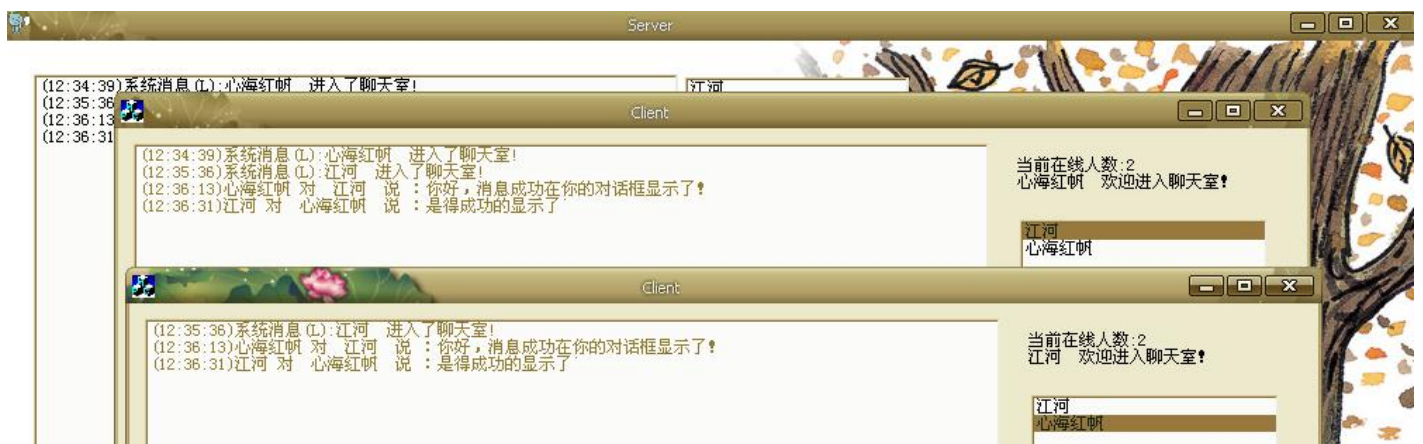 Server
(12:34:39)系统消息(L):心海红帆 进入了聊天室!
江河
(12:35:36
(12:36:13
(12:36:31
Client
(12:34:39)系统消息(L):心海红帆 进入了聊天室!
(12:35:36)系统消息(L):江河 进入了聊天室!
(12:36:13)心海红帆 对 江河 说 :你好,消息成功在你的对话框显示了!
(12:36:31)江河 对 心海红帆 说 :是得成功的显示了
当前在线人数:2
心海红帆 欢迎进入聊天室!
江河
心海红帆
Client
(12:35:36)系统消息(L):江河 进入了聊天室!
(12:36:13)心海红帆 对 江河 说 :你好,消息成功在你的对话框显示了!
(12:36:31)江河 对 心海红帆 说 :是得成功的显示了
当前在线人数:2
江河 欢迎进入聊天室!
江河
心海红帆